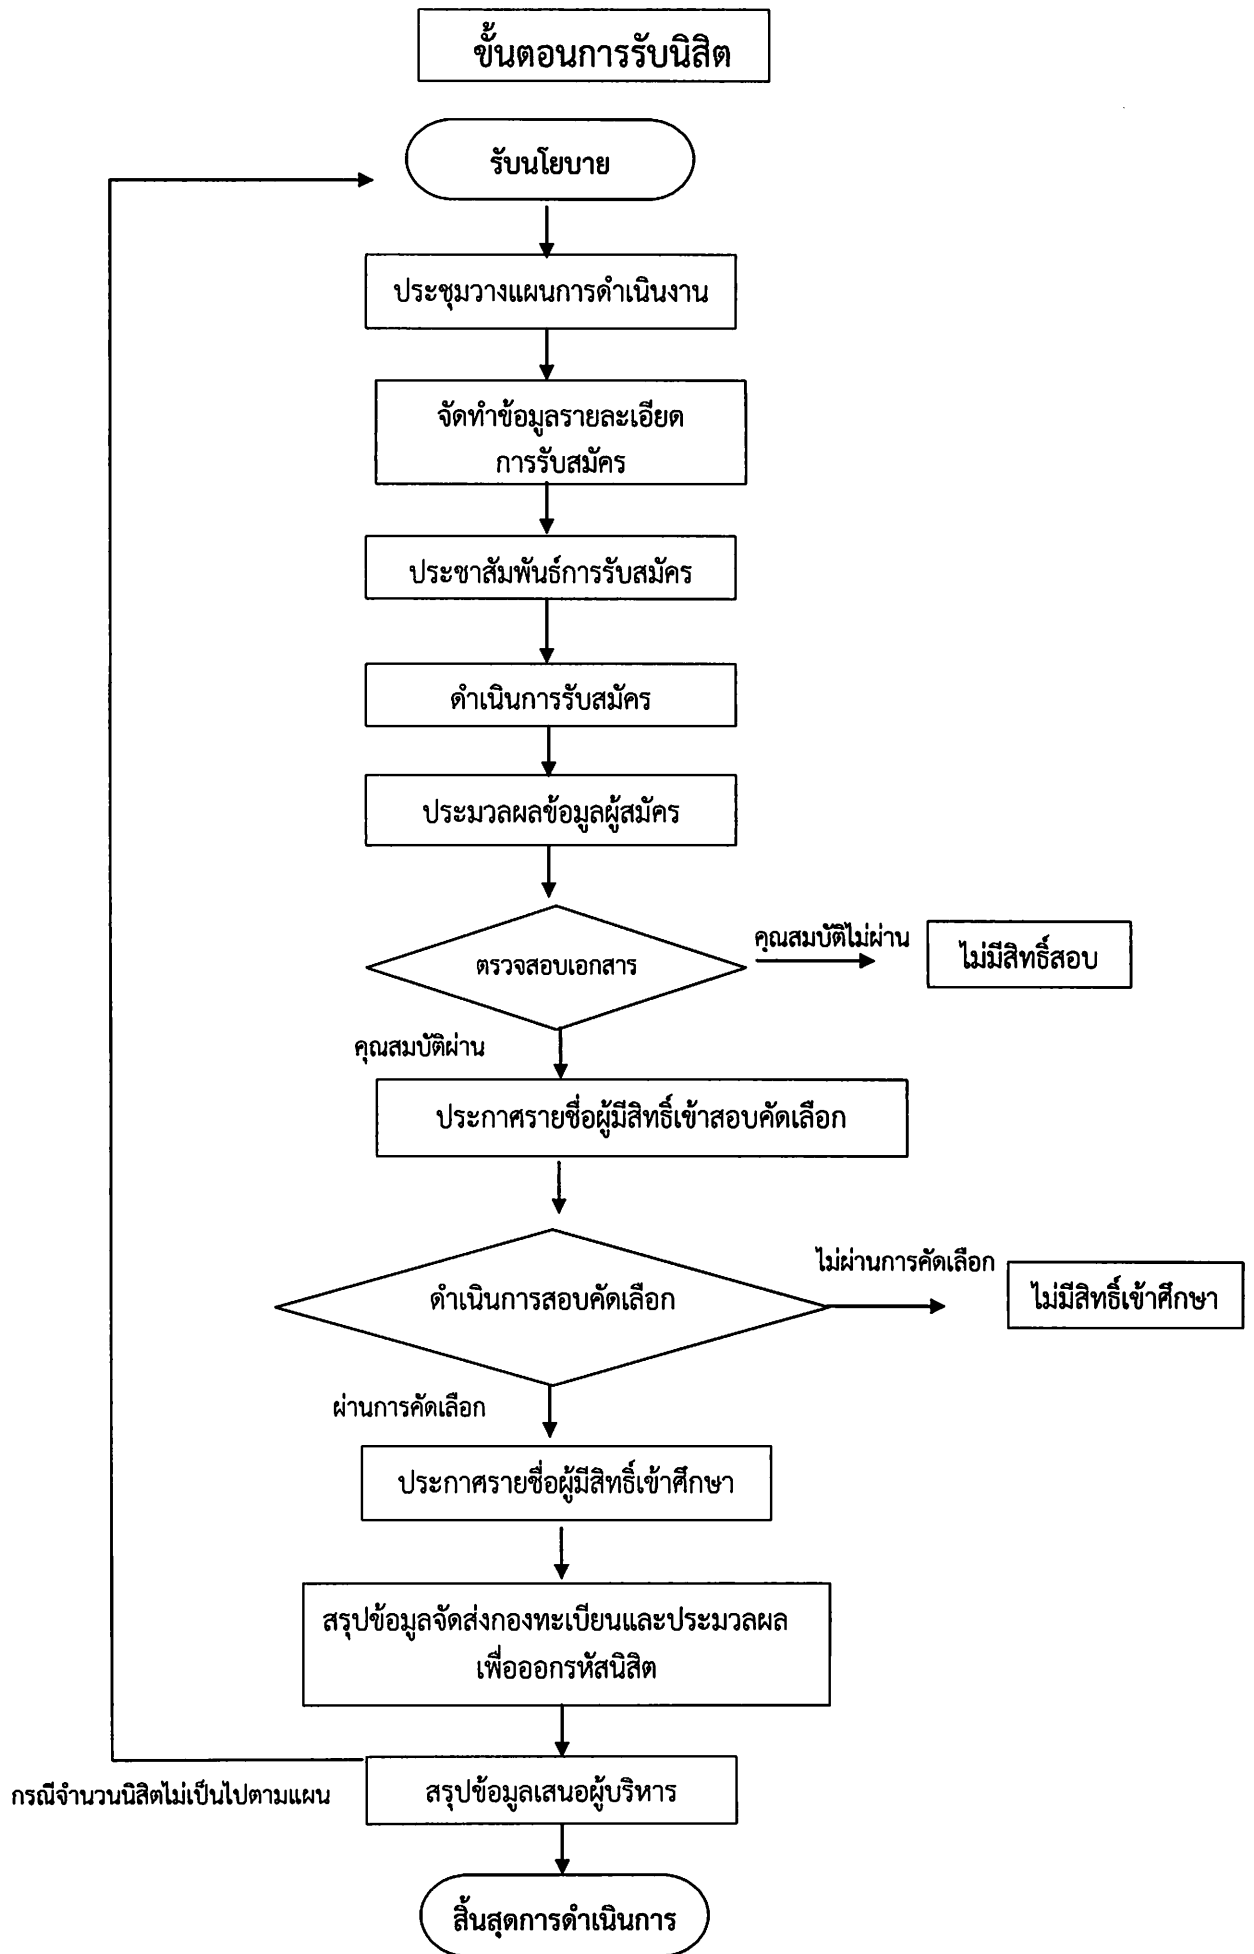 ขั้นตอนการรับนิสิต
รับนโยบาย
ประชุมวางแผนการดำเนินงาน
จัดทำข้อมูลรายละเอียด
การรับสมัคร
ประชาสัมพันธ์การรับสมัคร
ดำเนินการรับสมัคร
ประมวลผลข้อมูลผู้สมัคร
ตรวจสอบเอกสาร
คุณสมบัติไม่ผ่าน
ไม่มีสิทธิ์สอบ
คุณสมบัติผ่าน
ประกาศรายชื่อผู้มีสิทธิ์เข้าสอบคัดเลือก
ดำเนินการสอบคัดเลือก
ไม่ผ่านการคัดเลือก
ไม่มีสิทธิ์เข้าศึกษา
ผ่านการคัดเลือก
ประกาศรายชื่อผู้มีสิทธิ์เข้าศึกษา
สรุปข้อมูลจัดส่งกองทะเบียนและประมวลผล
เพื่อออกรหัสนิสิต
กรณีจำนวนนิสิตไม่เป็นไปตามแผน
สรุปข้อมูลเสนอผู้บริหาร
สิ้นสุดการดำเนินการ